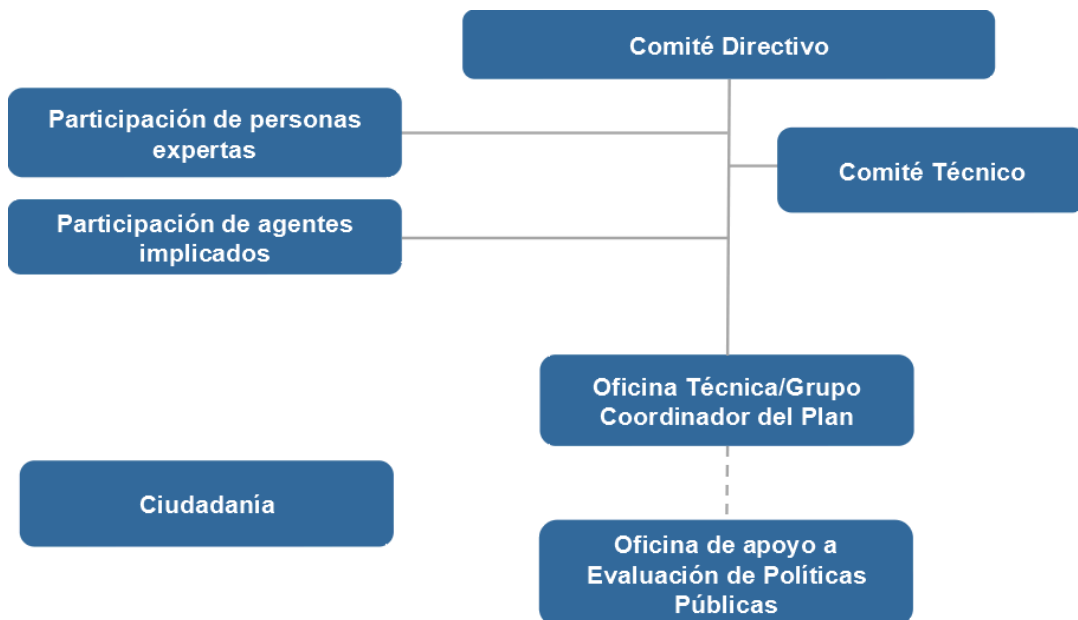 Comité Directivo
Participación de personas
expertas
Comité Técnico
Participación de agentes
implicados
Oficina Técnica/Grupo
Coordinador del Plan
Ciudadanía
Oficina de apoyo a
Evaluación de Políticas
Públicas